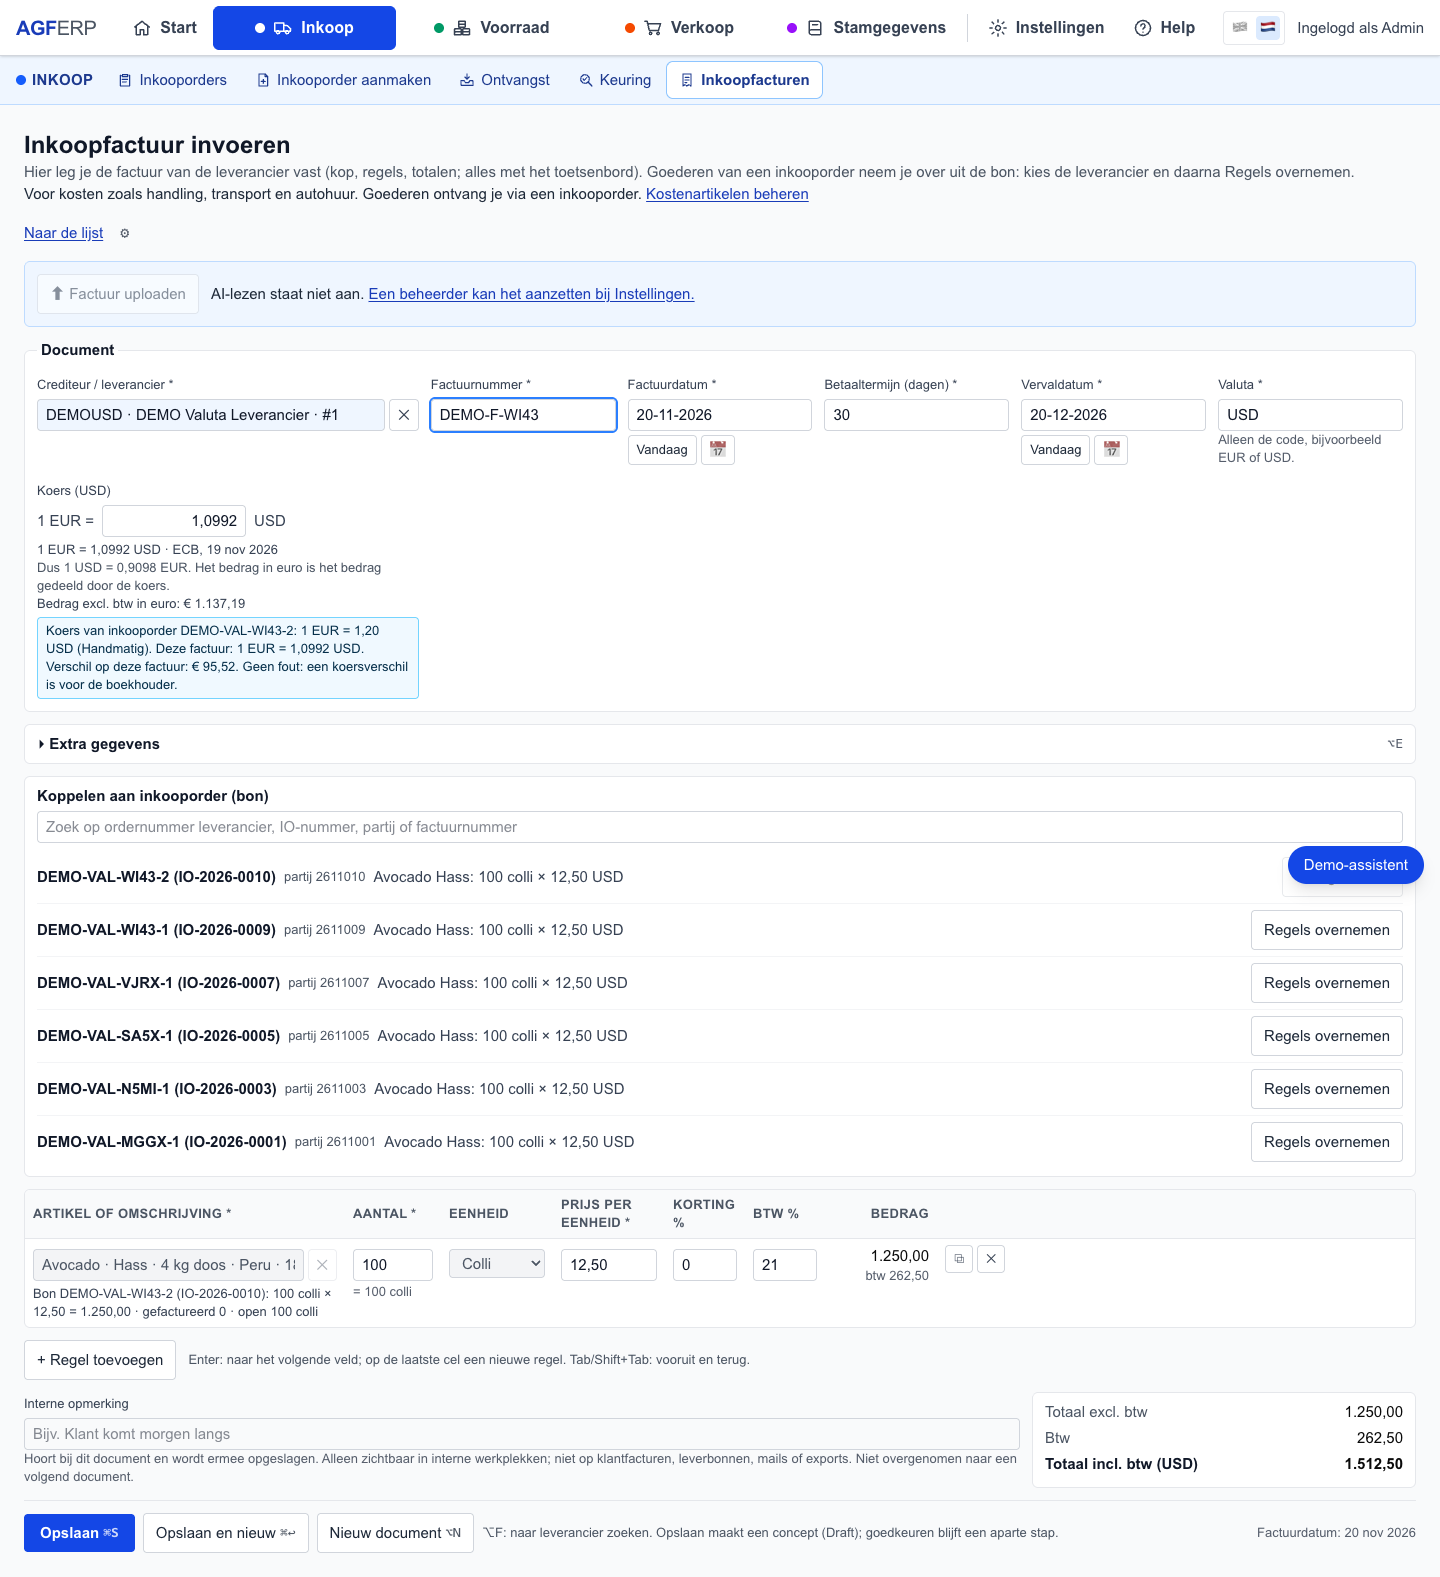 AGFERP
Start
Inkoop
Voorraad
Verkoop
Stamgegevens
Instellingen
Help
Ingelogd als Admin
INKOOP
Inkooporders
Inkooporder aanmaken
Ontvangst
Keuring
Inkoopfacturen
Inkoopfactuur invoeren
Hier leg je de factuur van de leverancier vast (kop, regels, totalen; alles met het toetsenbord). Goederen van een inkooporder neem je over uit de bon: kies de leverancier en daarna Regels overnemen.
Voor kosten zoals handling, transport en autohuur. Goederen ontvang je via een inkooporder. Kostenartikelen beheren
Naar de lijst
Factuur uploaden
AI-lezen staat niet aan. Een beheerder kan het aanzetten bij Instellingen.
Document
Crediteur / leverancier *
Factuurnummer *
Factuurdatum *
Betaaltermijn (dagen) *
Vervaldatum *
Valuta *
DEMOUSD · DEMO Valuta Leverancier · #1
DEMO-F-WI43
20-11-2026
30
20-12-2026
USD
Vandaag
Vandaag
Alleen de code, bijvoorbeeld
EUR of USD.
Koers (USD)
1 EUR = 1,0992 USD
1 EUR = 1,0992 USD · ECB, 19 nov 2026
Dus 1 USD = 0,9098 EUR. Het bedrag in euro is het bedrag
gedeeld door de koers.
Bedrag excl. btw in euro: € 1.137,19
Koers van inkooporder DEMO-VAL-WI43-2: 1 EUR = 1,20
USD (Handmatig). Deze factuur: 1 EUR = 1,0992 USD.
Verschil op deze factuur: € 95,52. Geen fout: een koersverschil
is voor de boekhouder.
Extra gegevens
⌥E
Koppelen aan inkooporder (bon)
Zoek op ordernummer leverancier, IO-nummer, partij of factuurnummer
Demo-assistent
DEMO-VAL-WI43-2 (IO-2026-0010) partij 2611010 Avocado Hass: 100 colli × 12,50 USD
DEMO-VAL-WI43-1 (IO-2026-0009) partij 2611009 Avocado Hass: 100 colli × 12,50 USD
Regels overnemen
DEMO-VAL-VJRX-1 (IO-2026-0007) partij 2611007 Avocado Hass: 100 colli × 12,50 USD
Regels overnemen
DEMO-VAL-SA5X-1 (IO-2026-0005) partij 2611005 Avocado Hass: 100 colli × 12,50 USD
Regels overnemen
DEMO-VAL-N5MI-1 (IO-2026-0003) partij 2611003 Avocado Hass: 100 colli × 12,50 USD
Regels overnemen
DEMO-VAL-MGGX-1 (IO-2026-0001) partij 2611001 Avocado Hass: 100 colli × 12,50 USD
Regels overnemen
ARTIKEL OF OMSCHRIJVING *
AANTAL *
EENHEID
PRIJS PER
EENHEID *
KORTING
%
BTW %
BEDRAG
Avocado · Hass · 4 kg doos · Peru ·
100
Colli
12,50
0
21
1.250,00
btw 262,50
= 100 colli
Bon DEMO-VAL-WI43-2 (IO-2026-0010): 100 colli ×
12,50 = 1.250,00 · gefactureerd 0 · open 100 colli
+ Regel toevoegen
Enter: naar het volgende veld; op de laatste cel een nieuwe regel. Tab/Shift+Tab: vooruit en terug.
Interne opmerking
Bijv. Klant komt morgen langs
Hoort bij dit document en wordt ermee opgeslagen. Alleen zichtbaar in interne werkplekken; niet op klantfacturen, leverbonnen, mails of exports. Niet overgenomen naar een
volgend document.
Totaal excl. btw 1.250,00
Btw 262,50
Totaal incl. btw (USD) 1.512,50
Opslaan ⌘S
Opslaan en nieuw ⌘↩
Nieuw document ⌥N
⌥F: naar leverancier zoeken. Opslaan maakt een concept (Draft); goedkeuren blijft een aparte stap.
Factuurdatum: 20 nov 2026